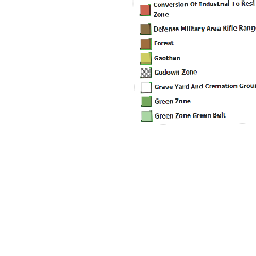 Conversion Of Industrial To Resi
Zone
Defense Military Area Rifle Rang
Forest
Gaothan
Godown Zone
Grave Yard And Cremation Grou
Green Zone
Green Zone Green Belt